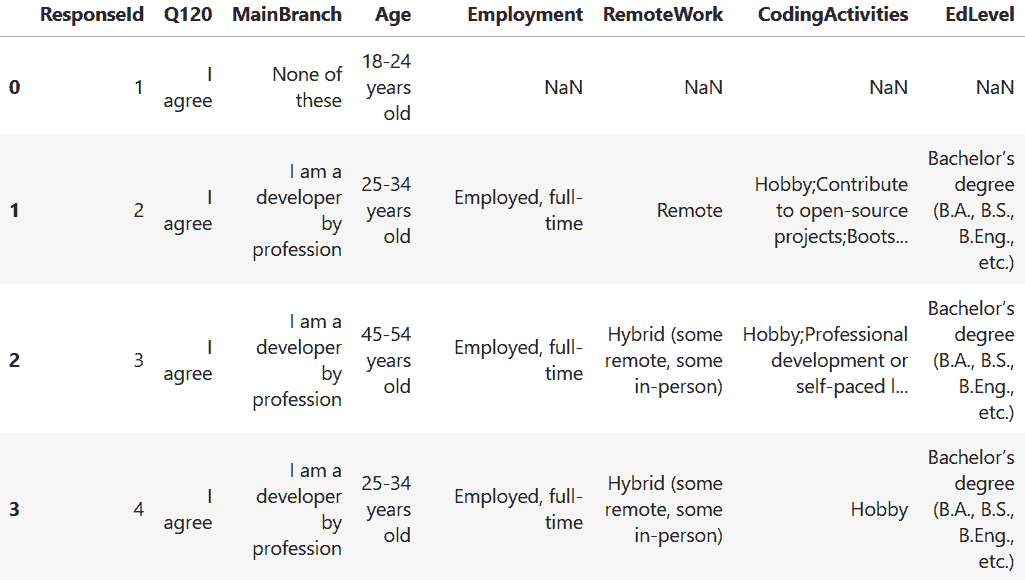 ResponseId Q120 MainBranch Age Employment RemoteWork CodingActivities EdLevel
0 1 I agree None of these 18-24 years old NaN NaN NaN NaN
1 2 I agree I am a developer by profession 25-34 years old Employed, full-time Remote Hobby;Contribute to open-source projects;Boots... Bachelor’s degree (B.A., B.S., B.Eng., etc.)
2 3 I agree I am a developer by profession 45-54 years old Employed, full-time Hybrid (some remote, some in-person) Hobby;Professional development or self-paced l... Bachelor’s degree (B.A., B.S., B.Eng., etc.)
3 4 I agree I am a developer by profession 25-34 years old Employed, full-time Hybrid (some remote, some in-person) Hobby Bachelor’s degree (B.A., B.S., B.Eng., etc.)